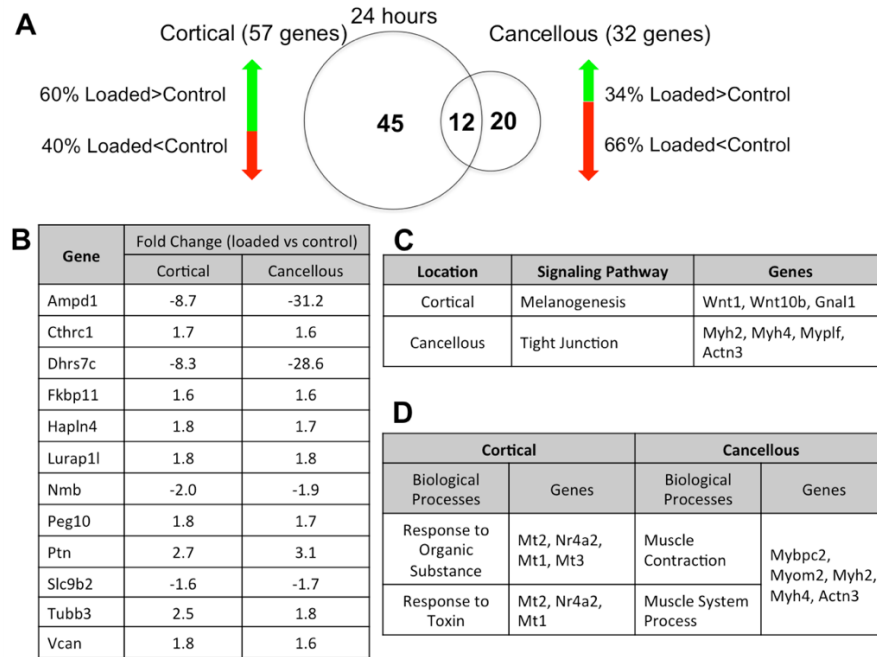 A
24 hours
Cortical (57 genes)
Cancellous (32 genes)
60% Loaded>Control
40% Loaded<Control
45
12
20
34% Loaded>Control
66% Loaded<Control
B
Gene
Fold Change (loaded vs control)
Cortical Cancellous
Ampd1 -8.7 -31.2
Cthrc1 1.7 1.6
Dhrs7c -8.3 -28.6
Fkbp11 1.6 1.6
Hapln4 1.8 1.7
Lurap1l 1.8 1.8
Nmb -2.0 -1.9
Peg10 1.8 1.7
Ptn 2.7 3.1
Slc9b2 -1.6 -1.7
Tubb3 2.5 1.8
Vcan 1.8 1.6
C
Location Signaling Pathway Genes
Cortical Melanogenesis Wnt1, Wnt10b, Gnal1
Cancellous Tight Junction Myh2, Myh4, Myplf,
Actn3
D
Cortical Cancellous
Biological
Processes
Genes
Biological
Processes
Genes
Response to
Organic
Substance
Mt2, Nr4a2,
Mt1, Mt3
Muscle
Contraction
Mybpc2,
Myom2, Myh2,
Myh4, Actn3
Response to
Toxin
Mt2, Nr4a2,
Mt1
Muscle System
Process